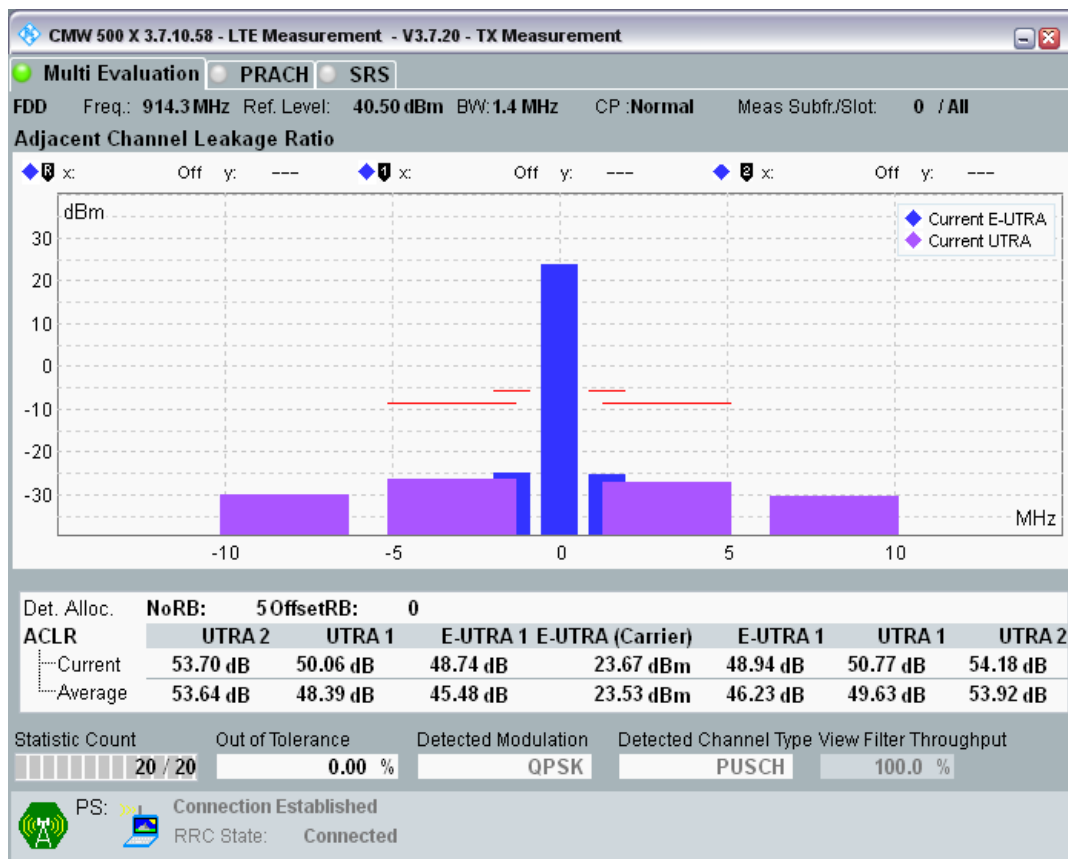 CMW 500 X 3.7.10.58 - LTE Measurement - V3.7.20 - TX Measurement
Multi Evaluation PRACH SRS
FDD Freq.: 914.3 MHz Ref. Level: 40.50 dBm BW: 1.4 MHz CP :Normal Meas Subfr./Slot: 0 / All
Adjacent Channel Leakage Ratio
R x: Off y: --- 1 x: Off y: --- 2 x: Off y: ---
dBm
Current E-UTRA
Current UTRA
30
20
10
0
-10
-20
-30
MHz
-10 -5 0 5 10
Det. Alloc. NoRB: 5 OffsetRB: 0
ACLR UTRA 2 UTRA 1 E-UTRA 1 E-UTRA (Carrier) E-UTRA 1 UTRA 1 UTRA 2
Current 53.70 dB 50.06 dB 48.74 dB 23.67 dBm 48.94 dB 50.77 dB 54.18 dB
Average 53.64 dB 48.39 dB 45.48 dB 23.53 dBm 46.23 dB 49.63 dB 53.92 dB
Statistic Count Out of Tolerance Detected Modulation Detected Channel Type View Filter Throughput
20 / 20 0.00 % QPSK PUSCH 100.0 %
PS: Connection Established
RRC State: Connected